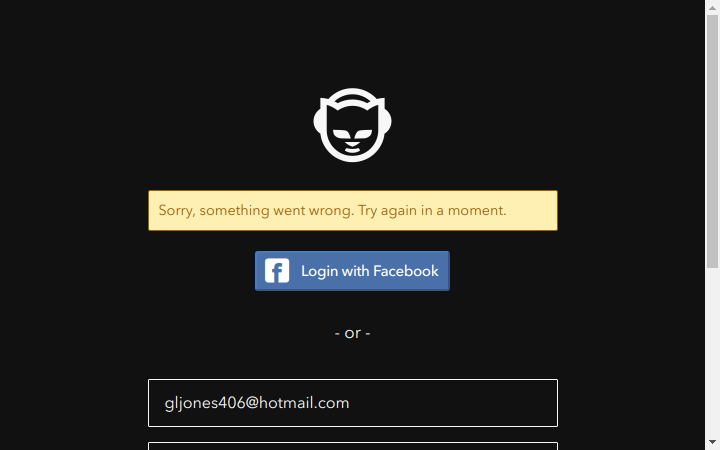 Sorry, something went wrong. Try again in a moment.
Login with Facebook
- or -
gljones406@hotmail.com